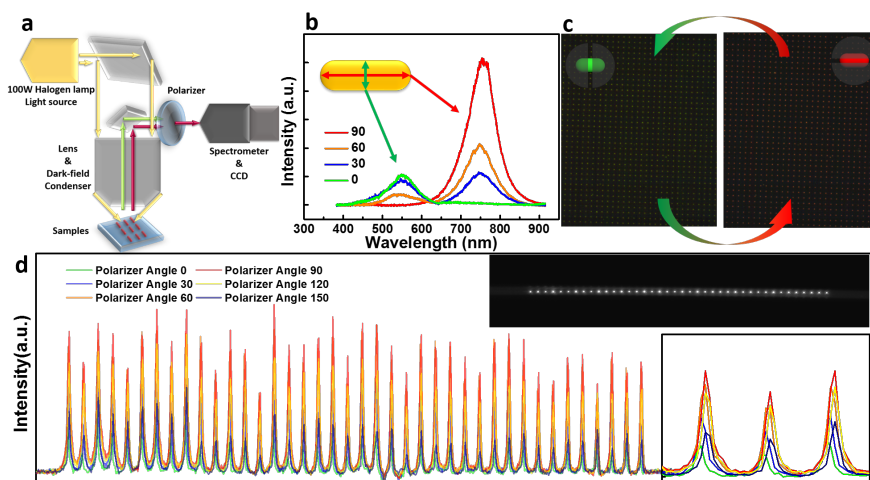 a
100W Halogen lamp
Light source
Polarizer
Lens
&
Dark-field
Condenser
Spectrometer
&
CCD
Samples
b
Intensity (a.u.)
90
60
30
0
300 400 500 600 700 800 900
Wavelength (nm)
c
d
Intensity(a.u.)
Polarizer Angle 0
Polarizer Angle 90
Polarizer Angle 30
Polarizer Angle 120
Polarizer Angle 60
Polarizer Angle 150